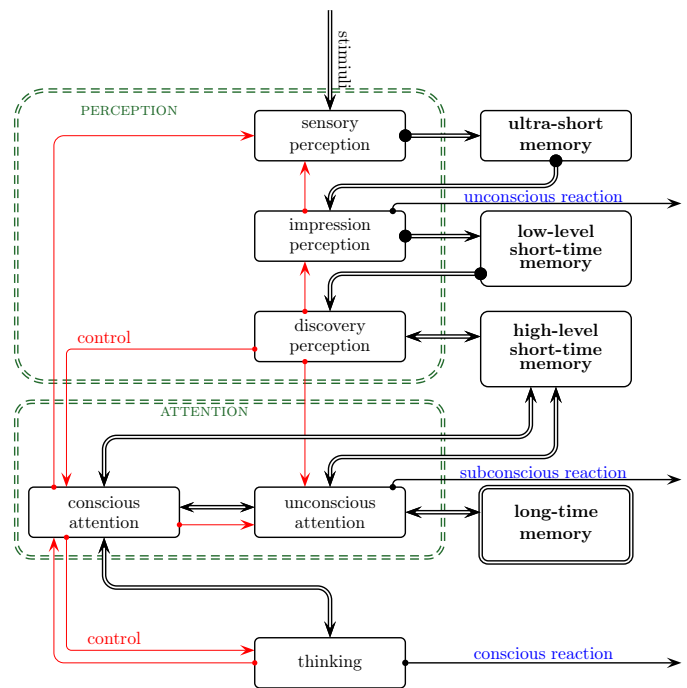 stimiuli
PERCEPTION
sensory
perception
ultra-short
memory
unconscious reaction
impression
perception
low-level
short-time
memory
discovery
perception
high-level
short-time
memory
control
ATTENTION
subconscious reaction
conscious
attention
unconscious
attention
long-time
memory
control
thinking
conscious reaction